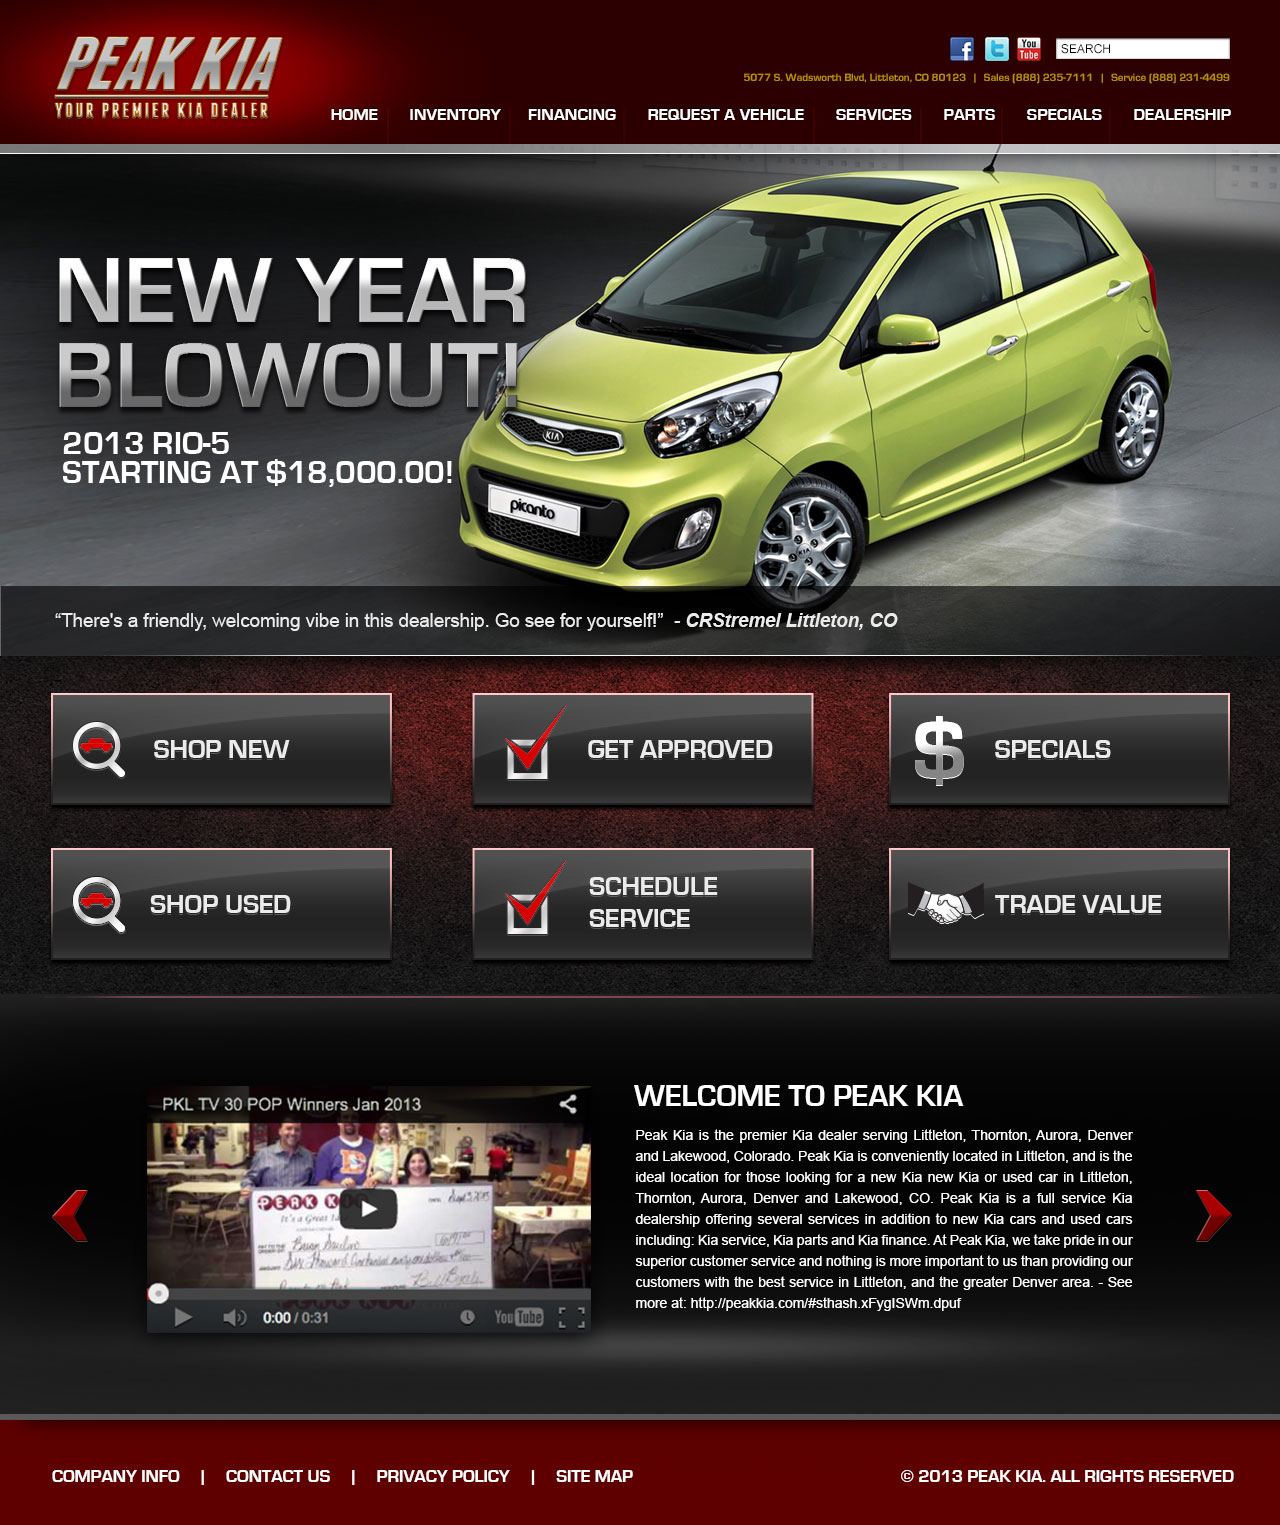 PEAK KIA
YOUR PREMIER KIA DEALER
You
Tube
SEARCH
5077 S. Wadsworth Blvd, Littleton, CO 80123 | Sales (888) 235-7111 | Service (888) 231-4499
HOME INVENTORY FINANCING REQUEST A VEHICLE SERVICES PARTS SPECIALS DEALERSHIP
NEW YEAR
BLOWOUT!
2013 RIO-5
STARTING AT $18,000.00!
KIA
picanto
KIA
“There's a friendly, welcoming vibe in this dealership. Go see for yourself!” - CRStremel Littleton, CO
SHOP NEW
GET APPROVED
$ SPECIALS
SHOP USED
SCHEDULE
SERVICE
TRADE VALUE
PKL TV 30 POP Winners Jan 2013
PEAK KI
It's a Great
0:00 / 0:31
YouTube
WELCOME TO PEAK KIA
Peak Kia is the premier Kia dealer serving Littleton, Thornton, Aurora, Denver
and Lakewood, Colorado. Peak Kia is conveniently located in Littleton, and is the
ideal location for those looking for a new Kia new Kia or used car in Littleton,
Thornton, Aurora, Denver and Lakewood, CO. Peak Kia is a full service Kia
dealership offering several services in addition to new Kia cars and used cars
including: Kia service, Kia parts and Kia finance. At Peak Kia, we take pride in our
superior customer service and nothing is more important to us than providing our
customers with the best service in Littleton, and the greater Denver area. - See
more at: http://peakkia.com/#sthash.xFygISWm.dpuf
COMPANY INFO | CONTACT US | PRIVACY POLICY | SITE MAP
© 2013 PEAK KIA. ALL RIGHTS RESERVED